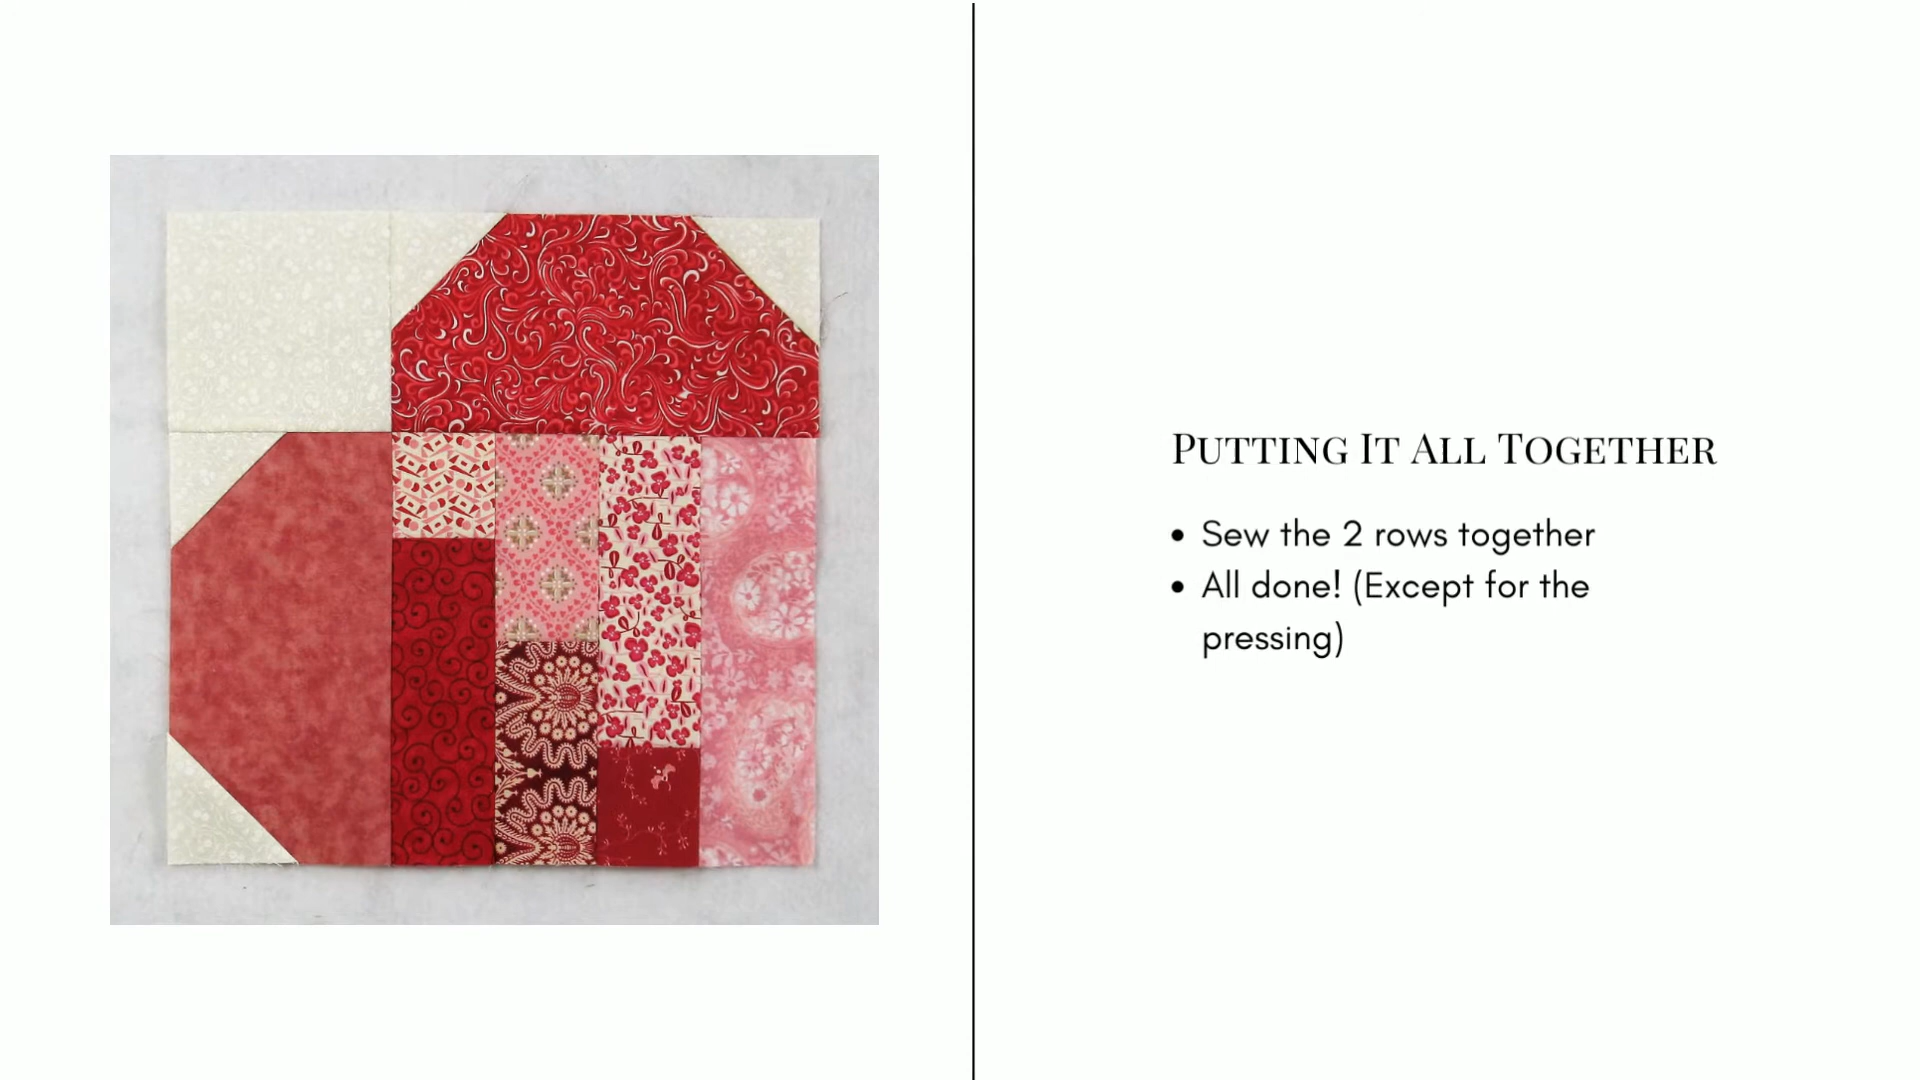 Putting It All Together
• Sew the 2 rows together
• All done! (Except for the
pressing)